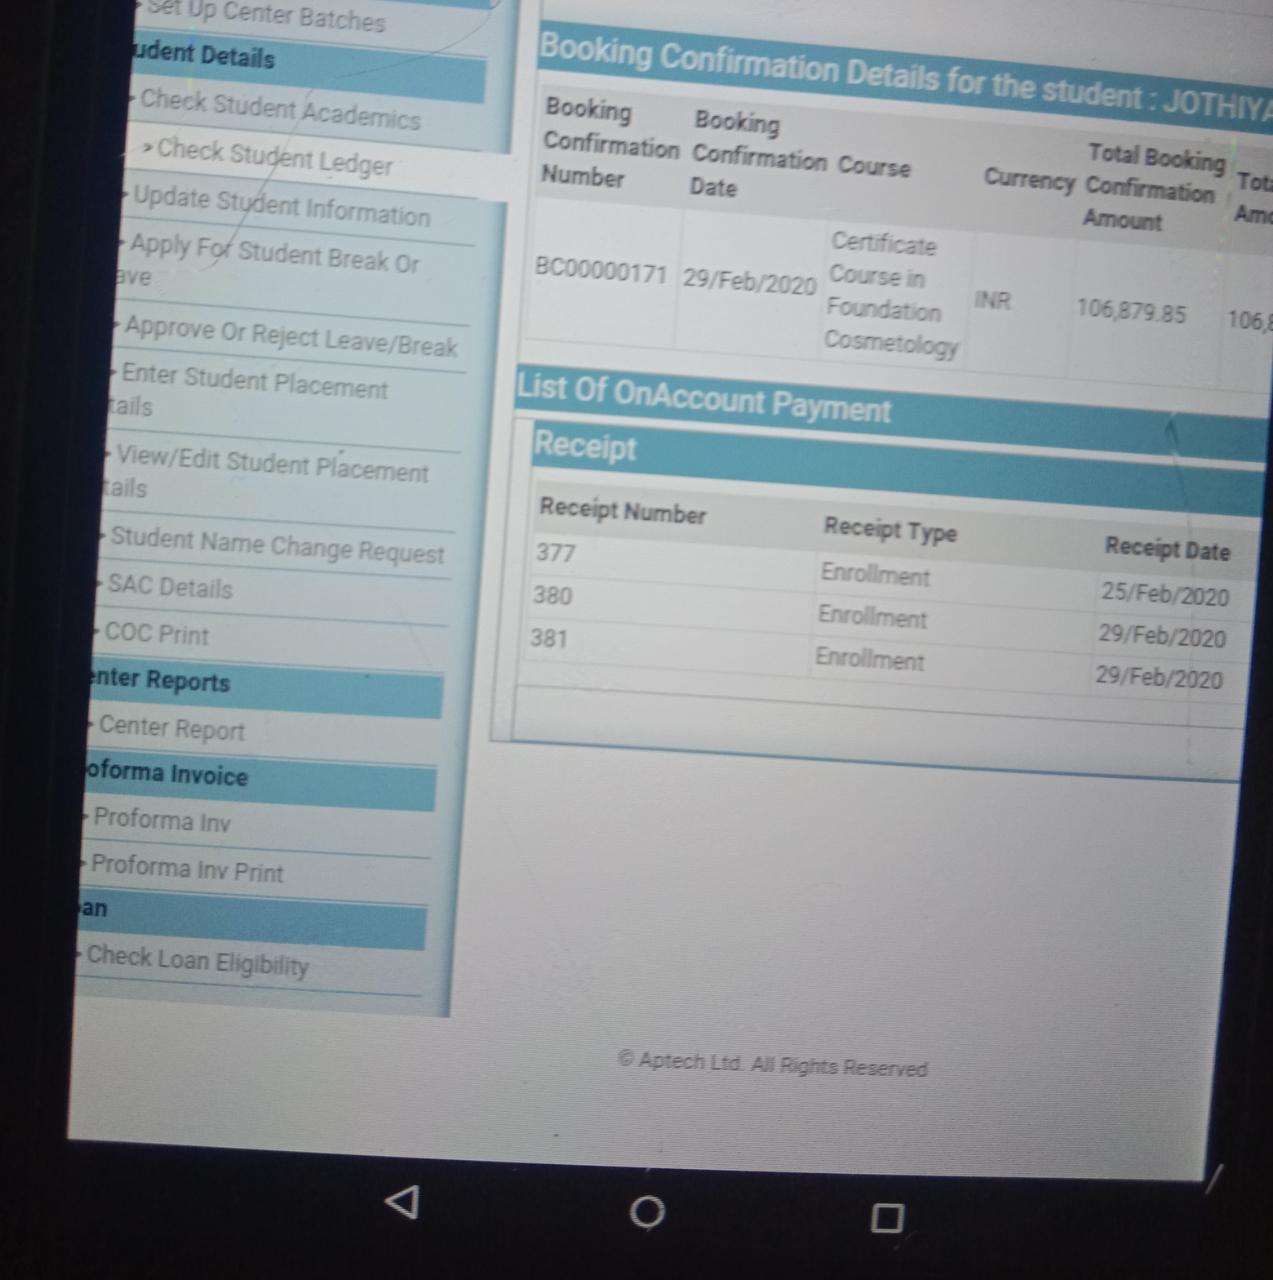 Set Up Center Batches
udent Details
Check Student Academics
Check Student Ledger
Update Student Information
Apply For Student Break Or
ave
Approve Or Reject Leave/Break
Enter Student Placement
tails
View/Edit Student Placement
tails
Student Name Change Request
SAC Details
COC Print
enter Reports
Center Report
oforma Invoice
Proforma Inv
Proforma Inv Print
an
Check Loan Eligibility
Booking Confirmation Details for the student : JOTHIYA
Booking
Confirmation
Number
Booking
Confirmation
Date
Course
Currency
Total Booking
Confirmation
Amount
Tota
Amo
BC00000171
29/Feb/2020
Certificate
Course in
Foundation
Cosmetology
INR
106,879.85
106,8
List Of OnAccount Payment
Receipt
Receipt Number Receipt Type Receipt Date
377 Enrollment 25/Feb/2020
380 Enrollment 29/Feb/2020
381 Enrollment 29/Feb/2020
© Aptech Ltd. All Rights Reserved